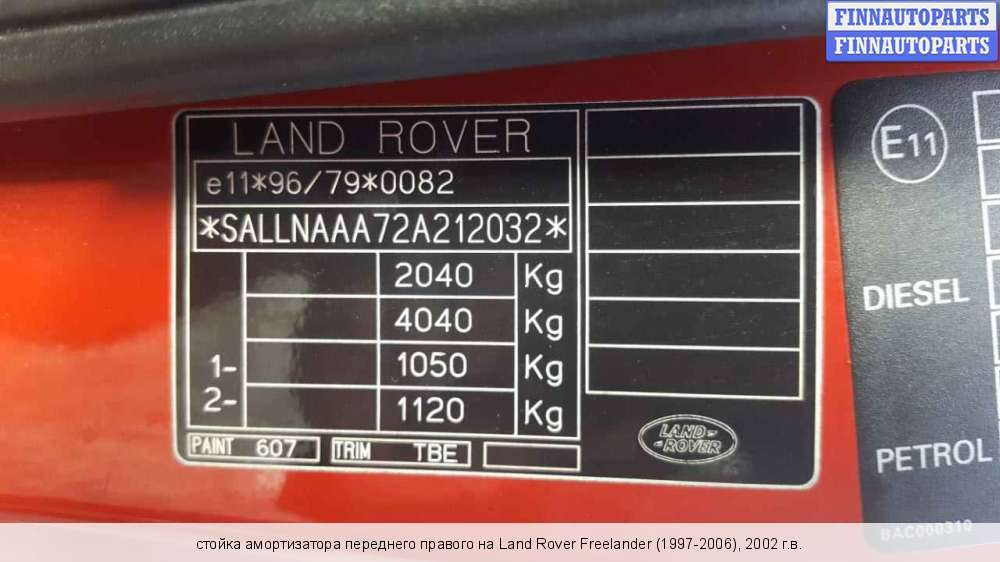 FINNAUTOPARTS
FINNAUTOPARTS
LAND ROVER
e11*96/79*0082
*SALLNAAA72A212032*
2040 Kg
4040 Kg
1- 1050 Kg
2- 1120 Kg
PAINT 607 TRIM TBE
LAND-
-ROVER
E11
DIESEL
PETROL
BAC000310
стойка амортизатора переднего правого на Land Rover Freelander (1997-2006), 2002 г.в.